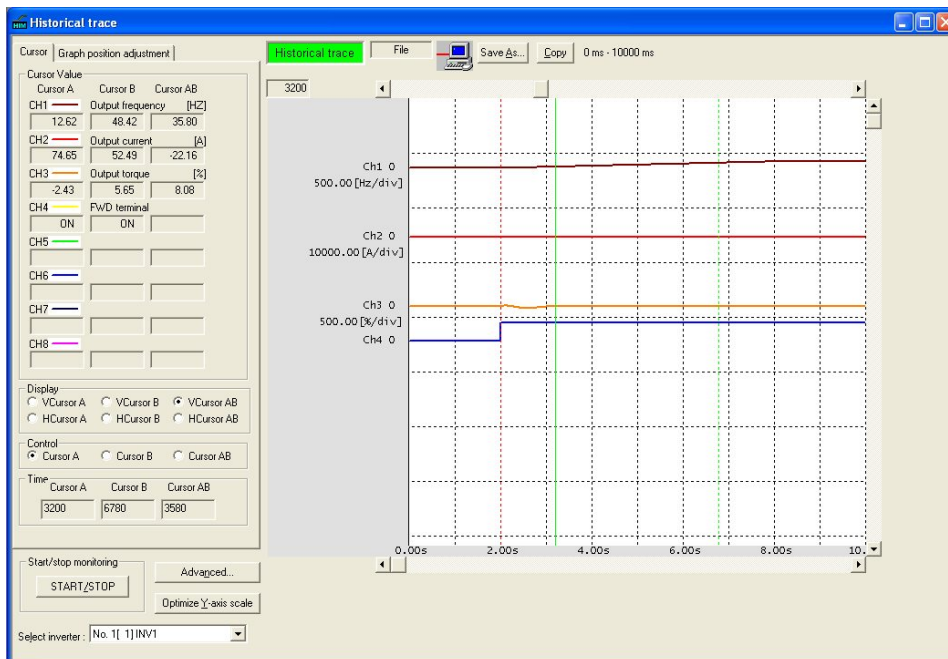 HIM Historical trace
Cursor Graph position adjustment
Cursor Value
Cursor A Cursor B Cursor AB
CH1 Output frequency [HZ]
12.62 48.42 35.80
CH2 Output current [A]
74.65 52.49 -22.16
CH3 Output torque [%]
-2.43 5.65 8.08
CH4 FWD terminal
ON ON
CH5
CH6
CH7
CH8
Display
VCursor A VCursor B VCursor AB
HCursor A HCursor B HCursor AB
Control
Cursor A Cursor B Cursor AB
Time
Cursor A Cursor B Cursor AB
3200 6780 3580
Start/stop monitoring
START/STOP
Advanced...
Optimize Y-axis scale
Select inverter : No. 1[ 1] INV1
Historical trace File Save As... Copy 0 ms - 10000 ms
3200
Ch1 0
500.00[Hz/div]
Ch2 0
10000.00[A/div]
Ch3 0
500.00[%/div]
Ch4 0
0.00s 2.00s 4.00s 6.00s 8.00s 10.